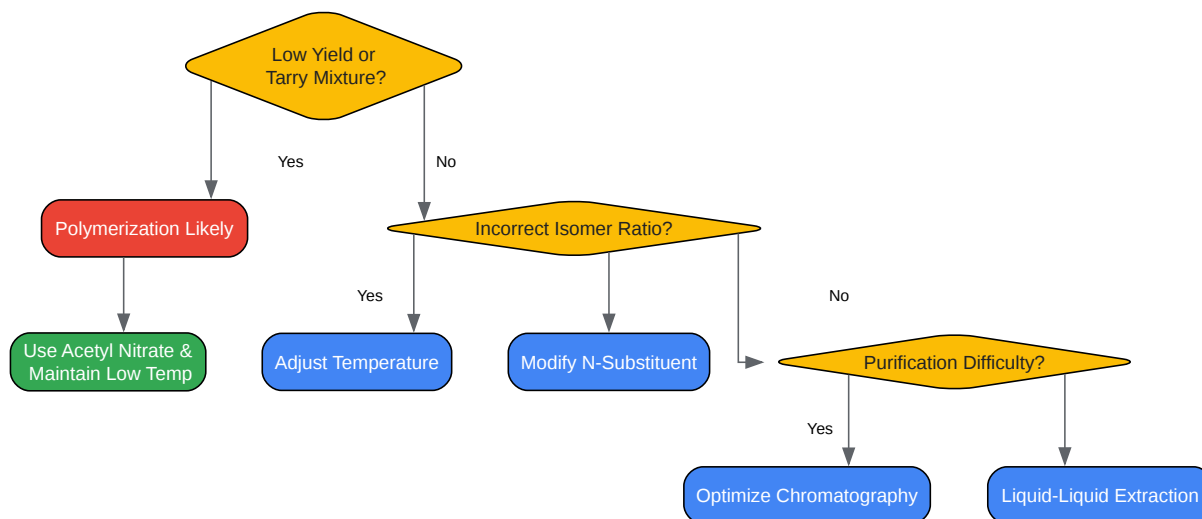 Low Yield or
Tarry Mixture?
Yes
No
Polymerization Likely
Incorrect Isomer Ratio?
Yes
No
Use Acetyl Nitrate &
Maintain Low Temp
Adjust Temperature
Modify N-Substituent
Purification Difficulty?
Yes
Optimize Chromatography
Liquid-Liquid Extraction